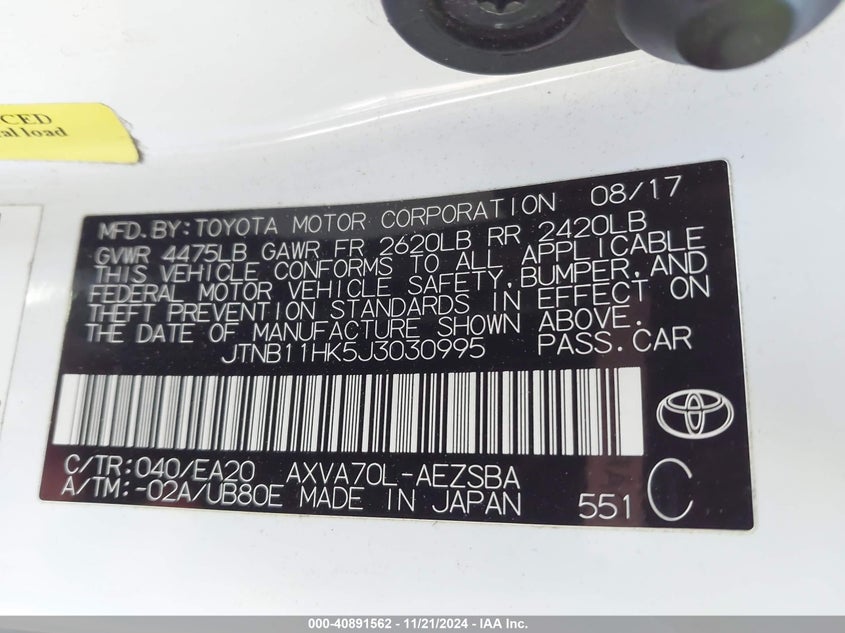 CED
al load
MFD.BY:TOYOTA MOTOR CORPORATION 08/17
GVWR 4475LB GAWR FR 2620LB RR 2420LB
THIS VEHICLE CONFORMS TO ALL APPLICABLE
FEDERAL MOTOR VEHICLE SAFETY,BUMPER,AND
THEFT PREVENTION STANDARDS IN EFFECT ON
THE DATE OF MANUFACTURE SHOWN ABOVE.
JTNB11HK5J3030995 PASS.CAR
C/TR:040/EA20 AXVA70L-AEZSBA
A/TM:-02A/UB80E MADE IN JAPAN 551 C
000-40891562 - 11/21/2024 - IAA Inc.